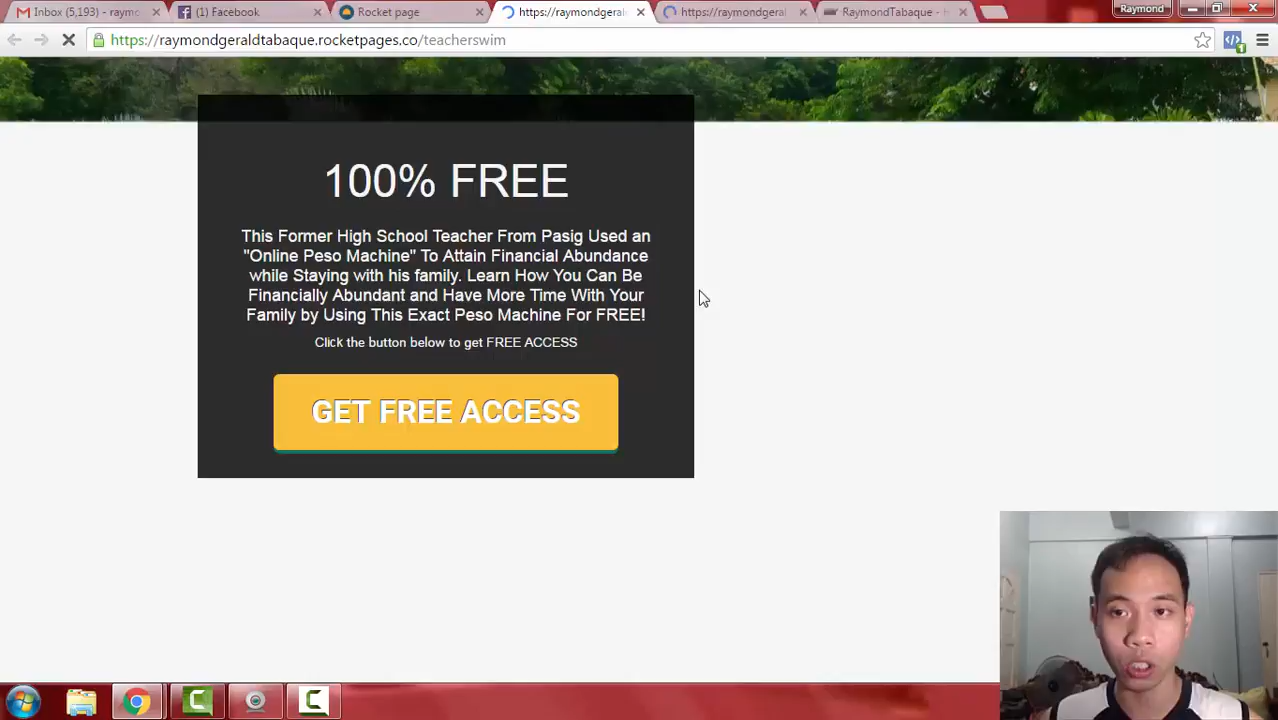 Inbox (5,193) - raymo
(1) Facebook
Rocket page
https://raymondgeral
https://raymondgeral
RaymondTabaque - h
Raymond
https://raymondgeraldtabaque.rocketpages.co/teacherswim
1
100% FREE
This Former High School Teacher From Pasig Used an
"Online Peso Machine" To Attain Financial Abundance
while Staying with his family. Learn How You Can Be
Financially Abundant and Have More Time With Your
Family by Using This Exact Peso Machine For FREE!
Click the button below to get FREE ACCESS
GET FREE ACCESS